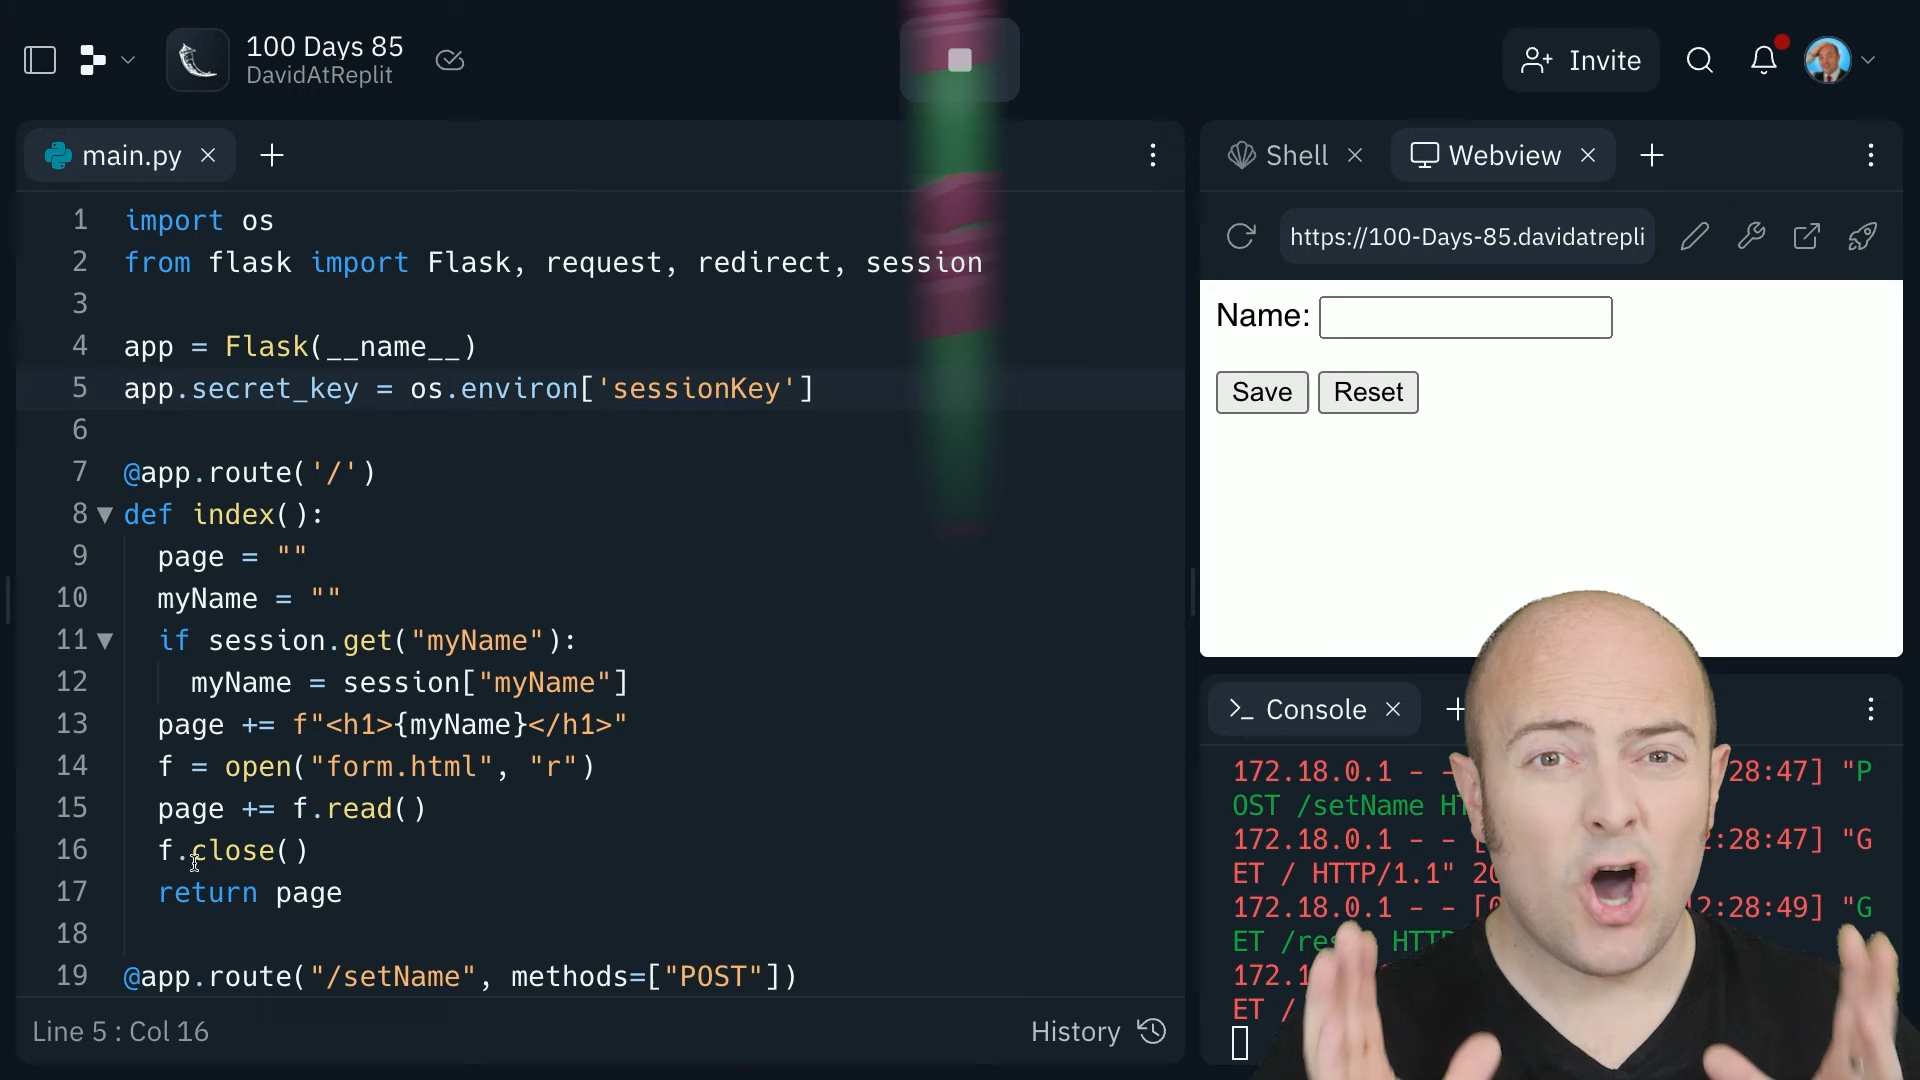 100 Days 85
DavidAtReplit
Invite
main.py
1 import os
2 from flask import Flask, request, redirect, session
3
4 app = Flask(__name__)
5 app.secret_key = os.environ['sessionKey']
6
7 @app.route('/')
8 def index():
9 page = ""
10 myName = ""
11 if session.get("myName"):
12 myName = session["myName"]
13 page += f"<h1>{myName}</h1>"
14 f = open("form.html", "r")
15 page += f.read()
16 f.close()
17 return page
18
19 @app.route("/setName", methods=["POST"])
Line 5 : Col 16
History
Shell
Webview
https://100-Days-85.davidatrepli
Name:
Save Reset
Console
172.18.0.1 - - 28:47] "P
OST /setName
172.18.0.1 - - [ 2:28:47] "G
ET / HTTP/1.1"
172.18.0.1 - - [ 2:28:49] "G
ET
ET /